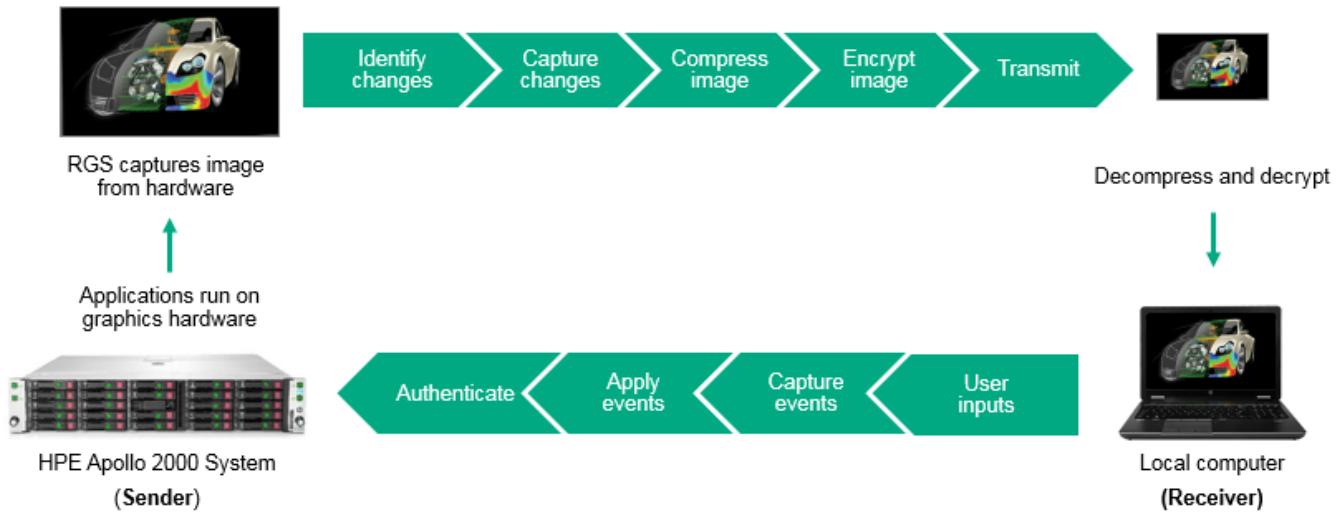 Identify
changes
Capture
changes
Compress
image
Encrypt
image
Transmit
RGS captures image
from hardware
Decompress and decrypt
Applications run on
graphics hardware
Authenticate
Apply
events
Capture
events
User
inputs
HPE Apollo 2000 System
(Sender)
Local computer
(Receiver)